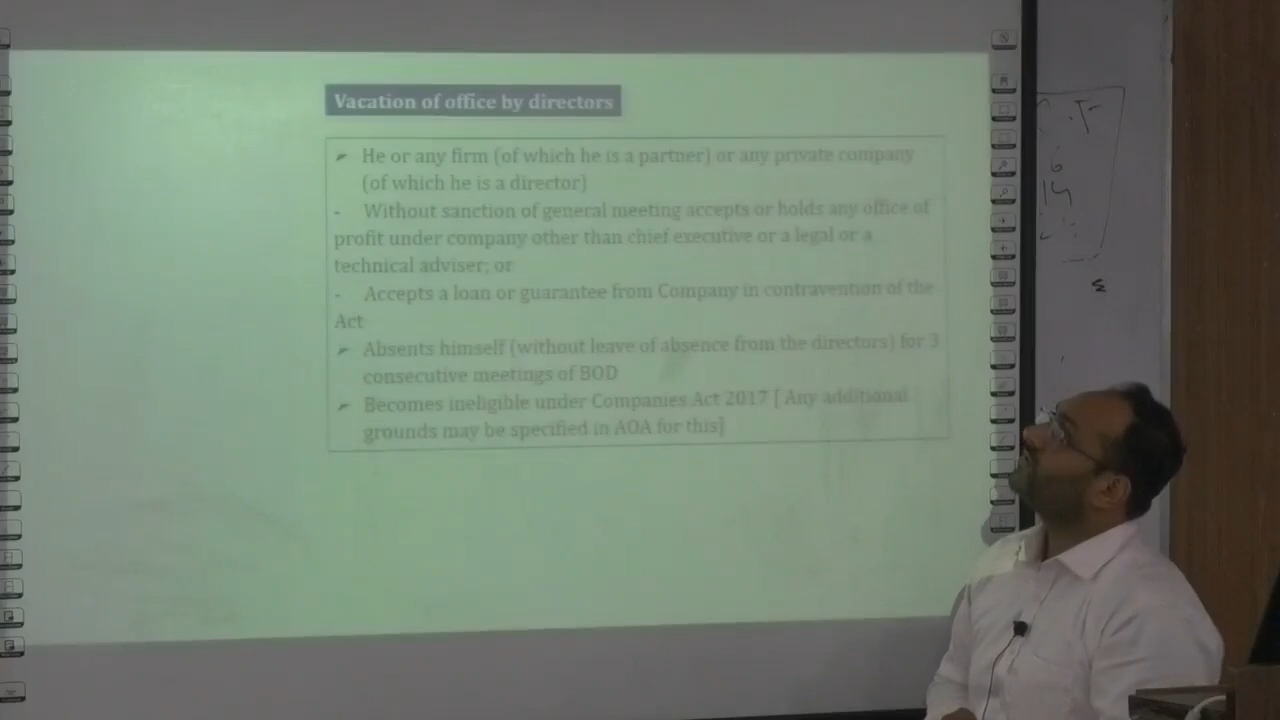 Vacation of office by directors
➢ He or any firm (of which he is a partner) or any private company
(of which he is a director)
- Without sanction of general meeting accepts or holds any office of
profit under company other than chief executive or a legal or a
technical adviser; or
- Accepts a loan or guarantee from Company in contravention of the
Act
➢ Absents himself (without leave of absence from the directors) for 3
consecutive meetings of BOD
➢ Becomes ineligible under Companies Act 2017 [ Any additional
grounds may be specified in AOA for this]